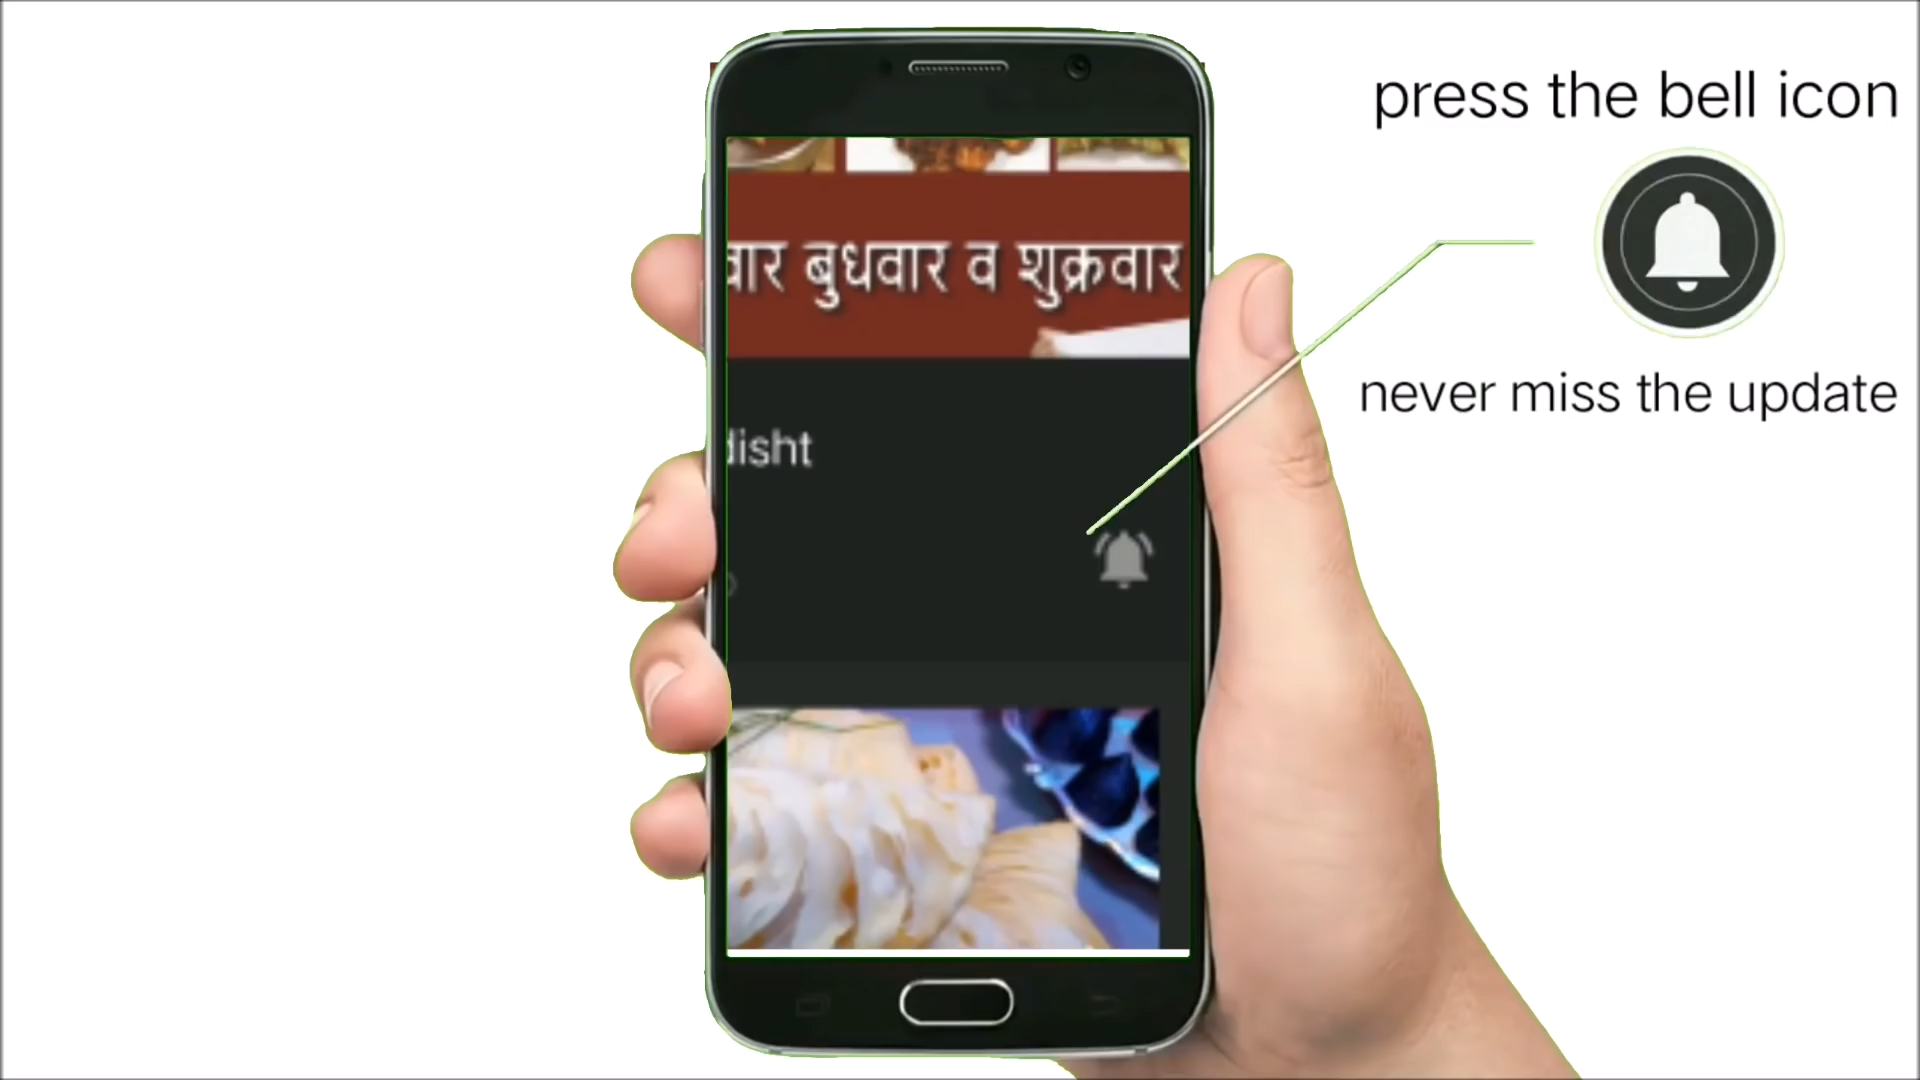 press the bell icon
वार बुधवार व शुक्रवार
never miss the update
disht